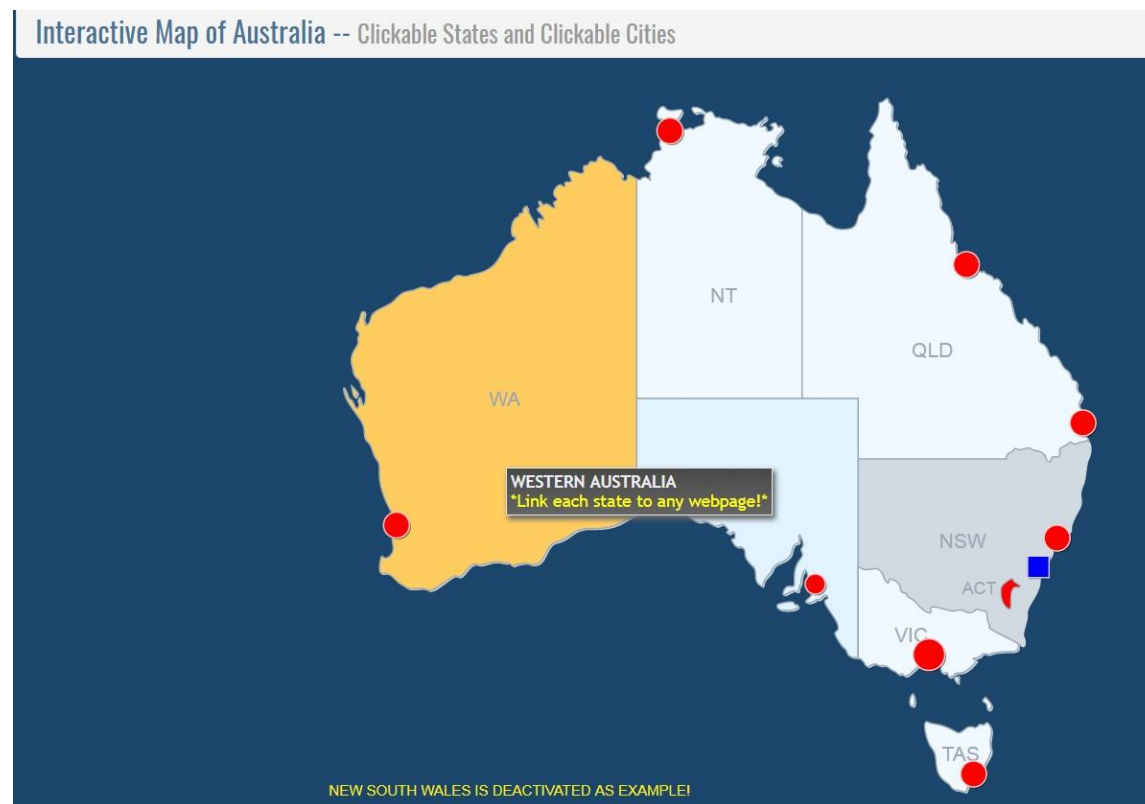 Interactive Map of Australia -- Clickable States and Clickable Cities
NT
QLD
WA
WESTERN AUSTRALIA
*Link each state to any webpage!*
NSW
ACT
VIC
TAS
NEW SOUTH WALES IS DEACTIVATED AS EXAMPLE!